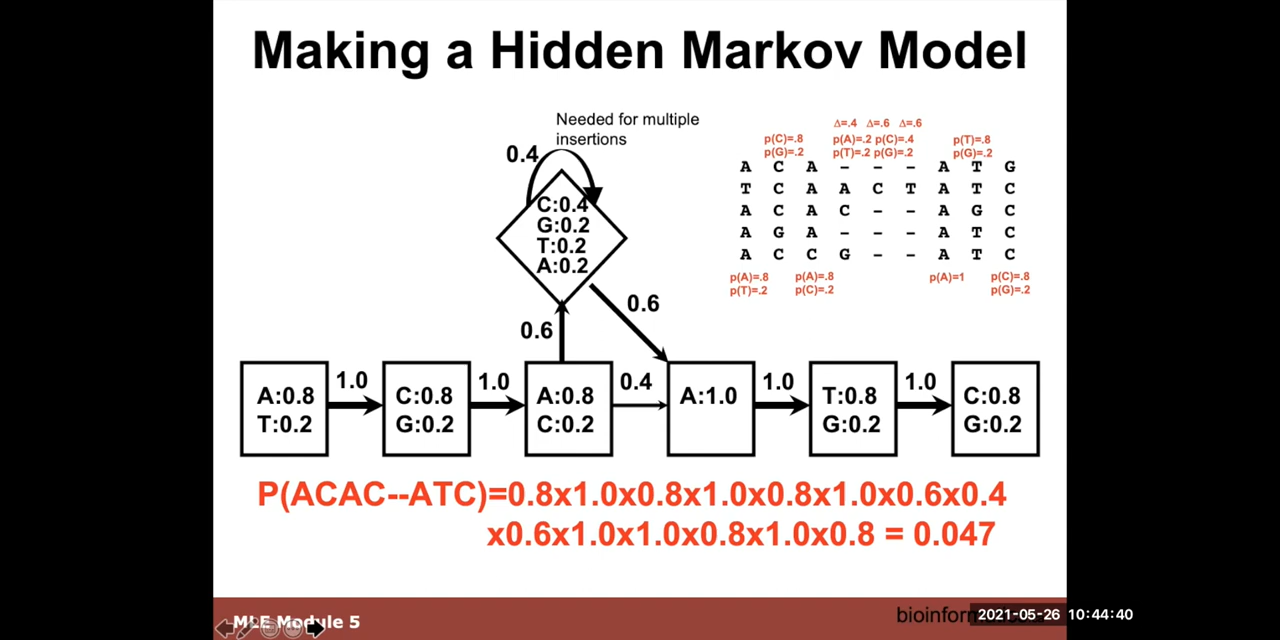 Making a Hidden Markov Model
Needed for multiple
insertions
0.4
C:0.4
G:0.2
T:0.2
A:0.2
0.6
0.6
Δ=.4 Δ=.6 Δ=.6
p(C)=.8 p(A)=.2 p(C)=.4 p(T)=.8
p(G)=.2 p(T)=.2 p(G)=.2 p(G)=.2
A C A - - - A T G
T C A A C T A T C
A C A C - - A G C
A G A - - - A T C
A C C G - - A T C
p(A)=.8 p(A)=.8 p(A)=1 p(C)=.8
p(T)=.2 p(C)=.2 p(G)=.2
1.0 1.0 0.4 1.0 1.0
A:0.8 C:0.8 A:0.8 A:1.0 T:0.8 C:0.8
T:0.2 G:0.2 C:0.2 G:0.2 G:0.2
P(ACAC--ATC)=0.8x1.0x0.8x1.0x0.8x1.0x0.6x0.4
x0.6x1.0x1.0x0.8x1.0x0.8 = 0.047
MLE Module 5
bioinfor
2021-05-26 10:44:40